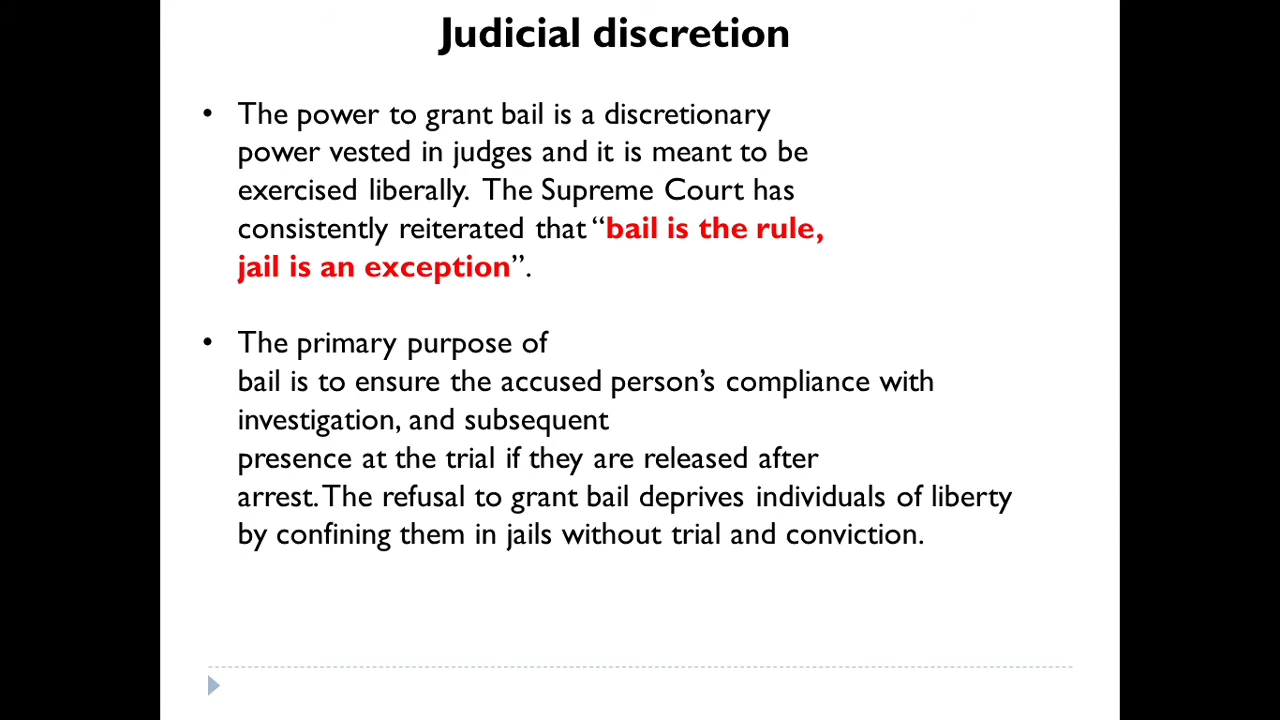 Judicial discretion
• The power to grant bail is a discretionary
power vested in judges and it is meant to be
exercised liberally. The Supreme Court has
consistently reiterated that “bail is the rule,
jail is an exception”.
• The primary purpose of
bail is to ensure the accused person’s compliance with
investigation, and subsequent
presence at the trial if they are released after
arrest. The refusal to grant bail deprives individuals of liberty
by confining them in jails without trial and conviction.